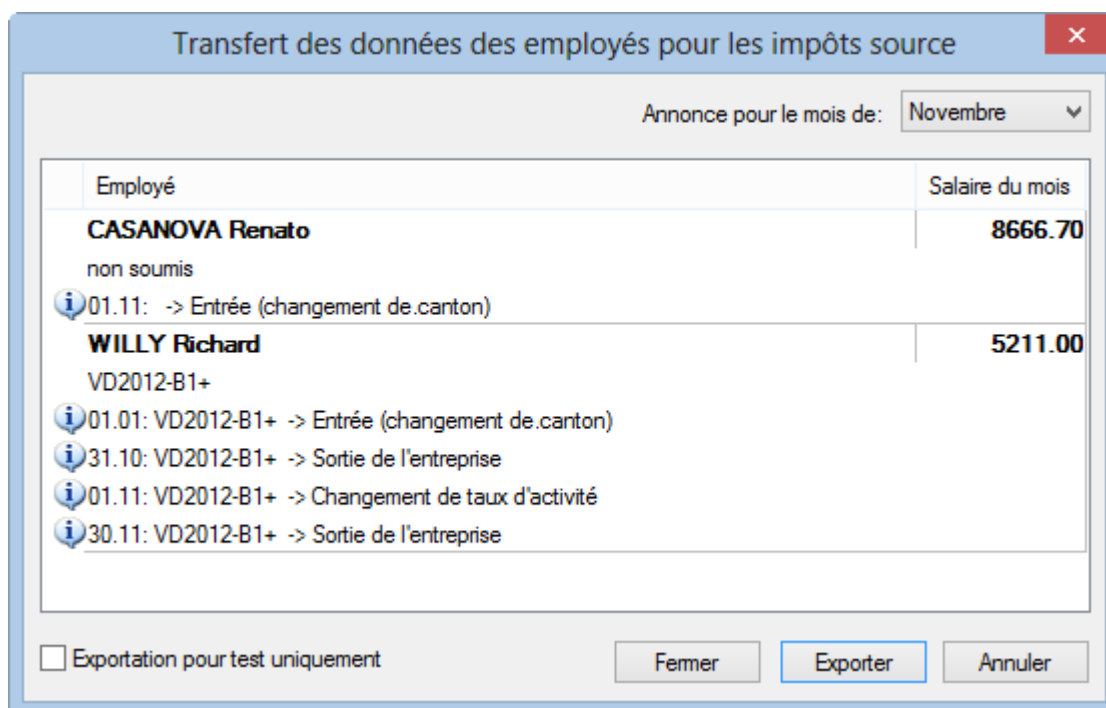 Transfert des données des employés pour les impôts source
Annonce pour le mois de: Novembre
Employé Salaire du mois
CASANOVA Renato 8666.70
non soumis
01.11: -> Entrée (changement de.canton)
WILLY Richard 5211.00
VD2012-B1+
01.01: VD2012-B1+ -> Entrée (changement de.canton)
31.10: VD2012-B1+ -> Sortie de l'entreprise
01.11: VD2012-B1+ -> Changement de taux d'activité
30.11: VD2012-B1+ -> Sortie de l'entreprise
Exportation pour test uniquement Fermer Exporter Annuler